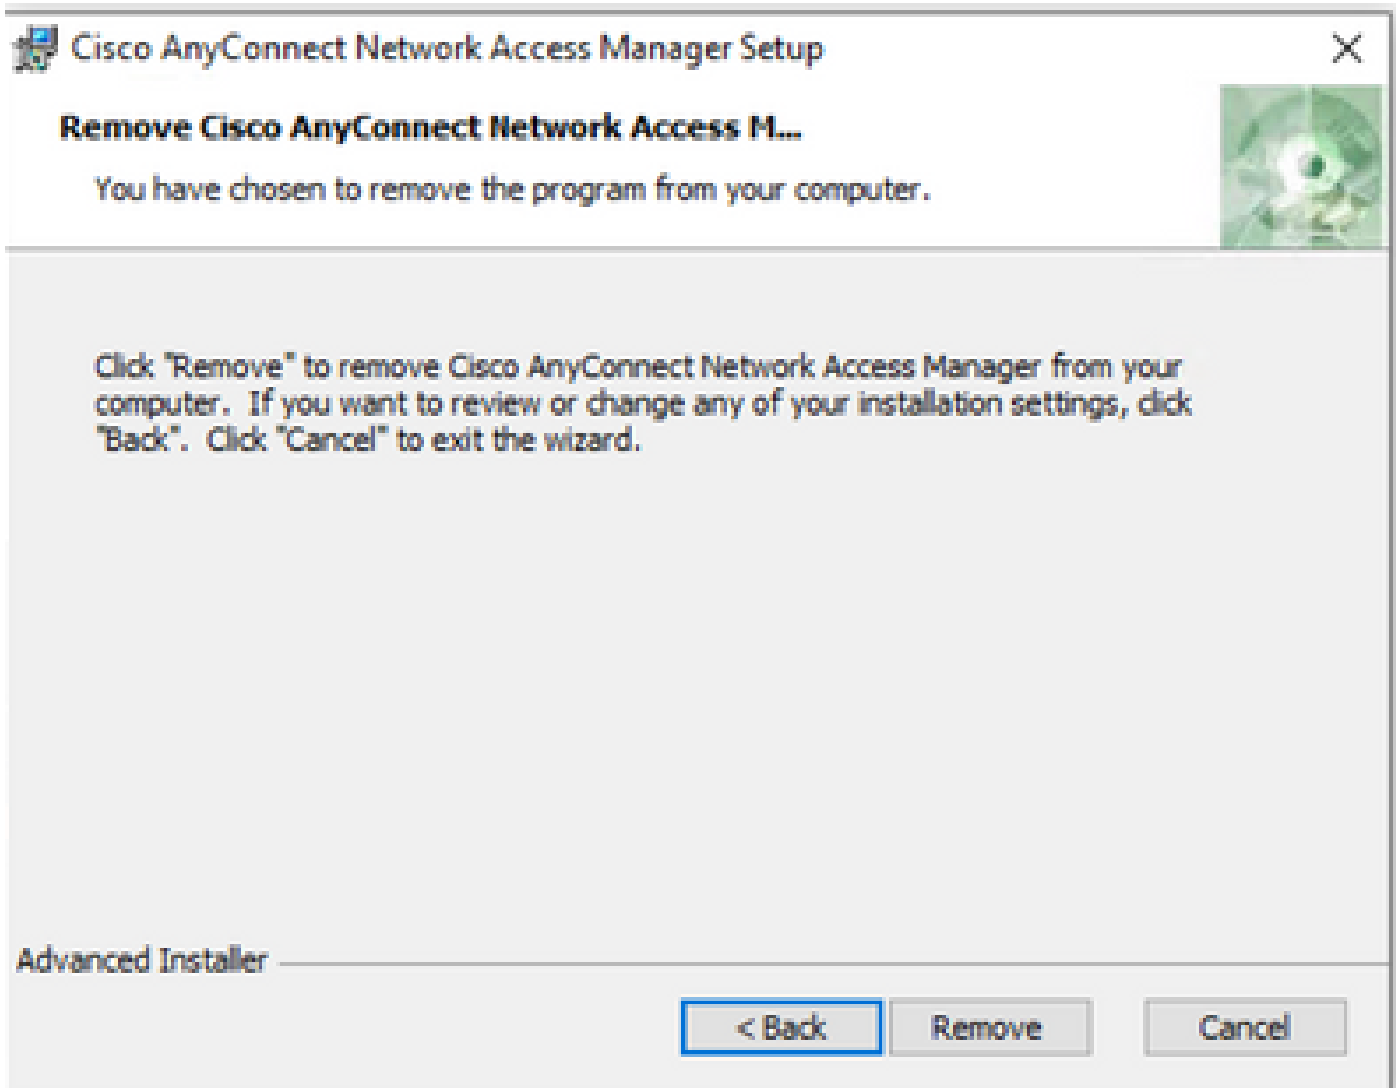 Cisco AnyConnect Network Access Manager Setup
Remove Cisco AnyConnect Network Access M...
You have chosen to remove the program from your computer.
Click "Remove" to remove Cisco AnyConnect Network Access Manager from your
computer.  If you want to review or change any of your installation settings, click
"Back".  Click "Cancel" to exit the wizard.
Advanced Installer
< Back
Remove
Cancel